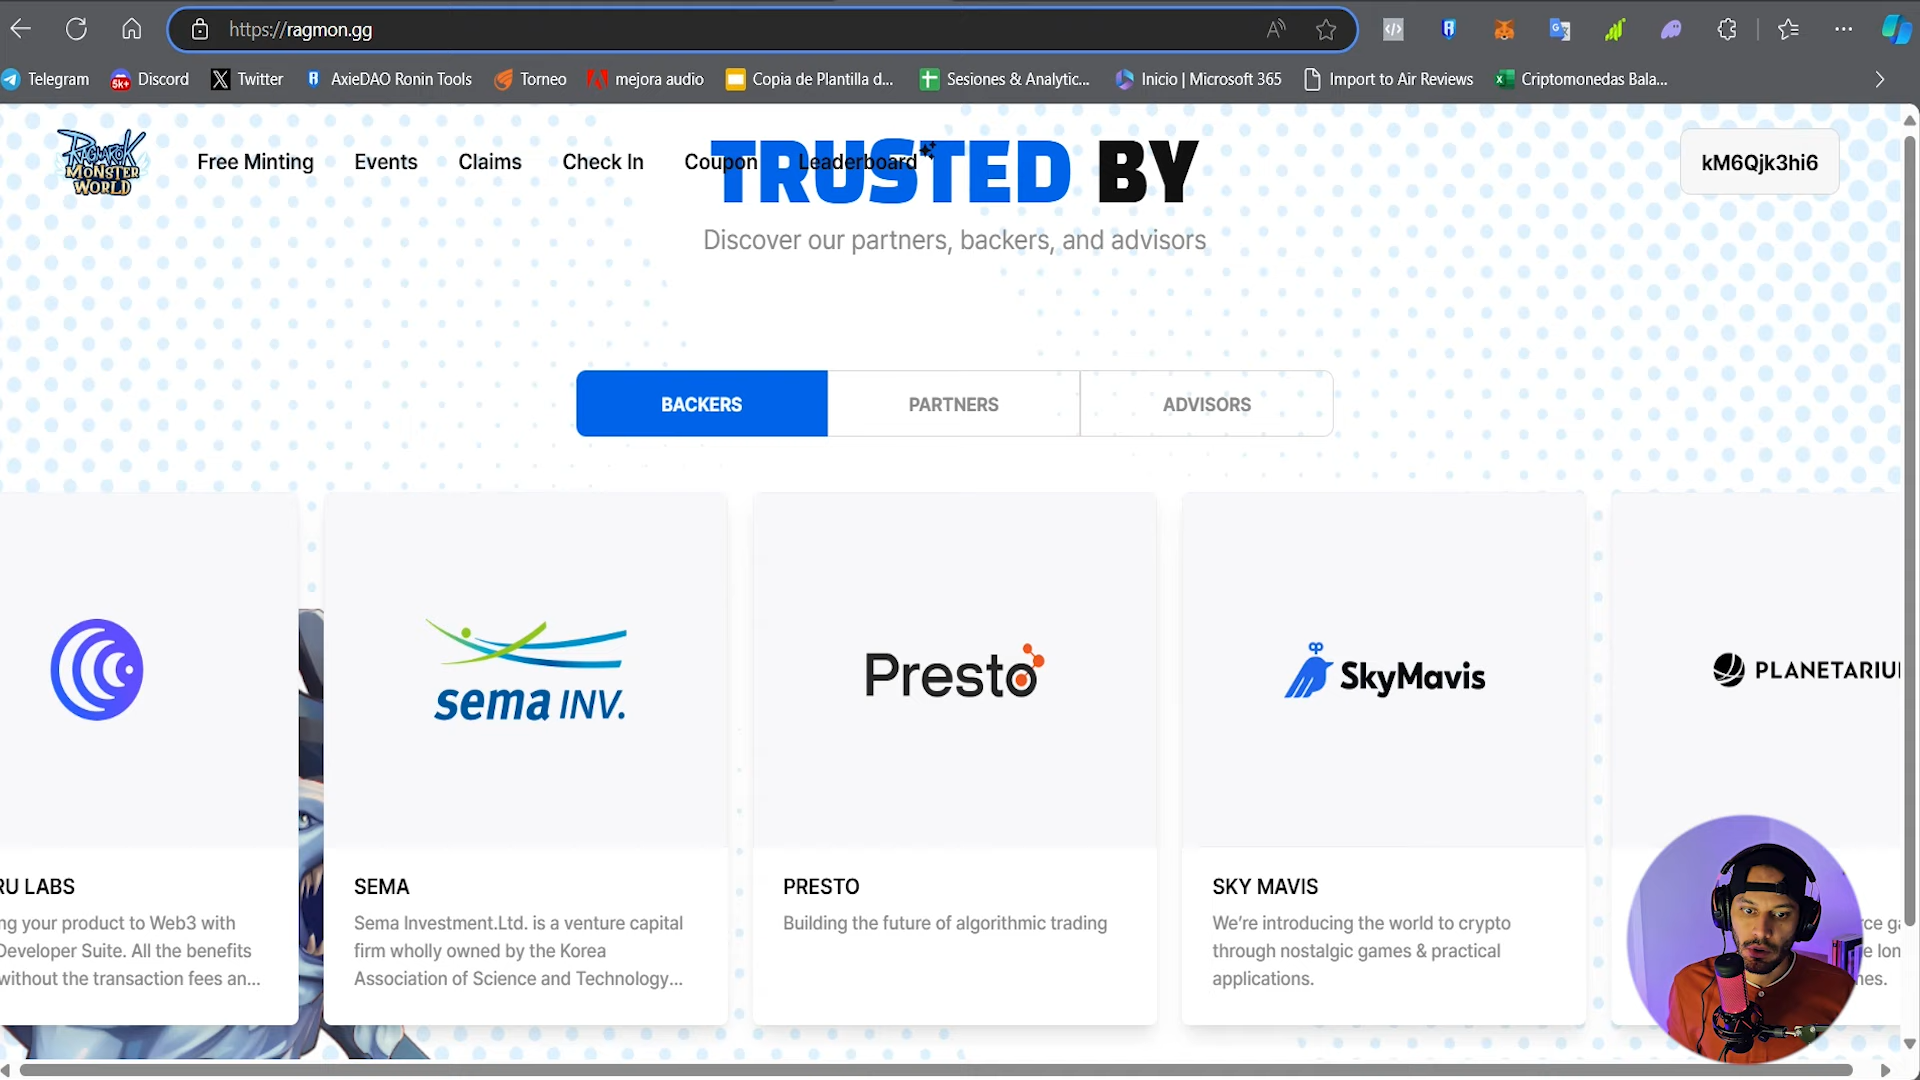 https://ragmon.gg
Telegram
5k+
Discord
Twitter
AxieDAO Ronin Tools
Torneo
mejora audio
Copia de Plantilla d...
Sesiones & Analytic...
Inicio | Microsoft 365
Import to Air Reviews
Criptomonedas Bala...
RAGNAROK
MONSTER
WORLD
Free Minting
Events
Claims
Check In
Coupon
Leaderboard
kM6Qjk3hi6
TRUSTED BY
Discover our partners, backers, and advisors
BACKERS
PARTNERS
ADVISORS
sema INV.
Presto
SkyMavis
PLANETARIU
RU LABS
ng your product to Web3 with
Developer Suite. All the benefits
without the transaction fees an...
SEMA
Sema Investment.Ltd. is a venture capital
firm wholly owned by the Korea
Association of Science and Technology...
PRESTO
Building the future of algorithmic trading
SKY MAVIS
We're introducing the world to crypto
through nostalgic games & practical
applications.